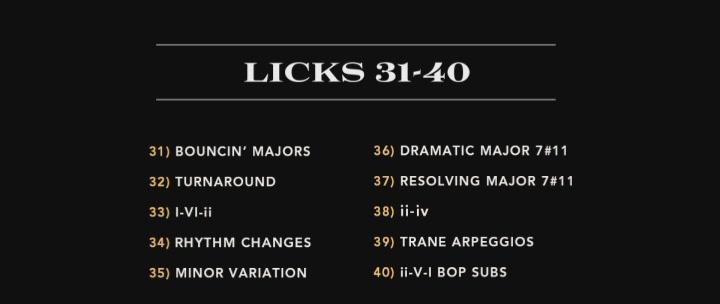 LICKS 31-40
31) BOUNCIN' MAJORS
32) TURNAROUND
33) I-VI-ii
34) RHYTHM CHANGES
35) MINOR VARIATION
36) DRAMATIC MAJOR 7#11
37) RESOLVING MAJOR 7#11
38) ii-iv
39) TRANE ARPEGGIOS
40) ii-V-I BOP SUBS